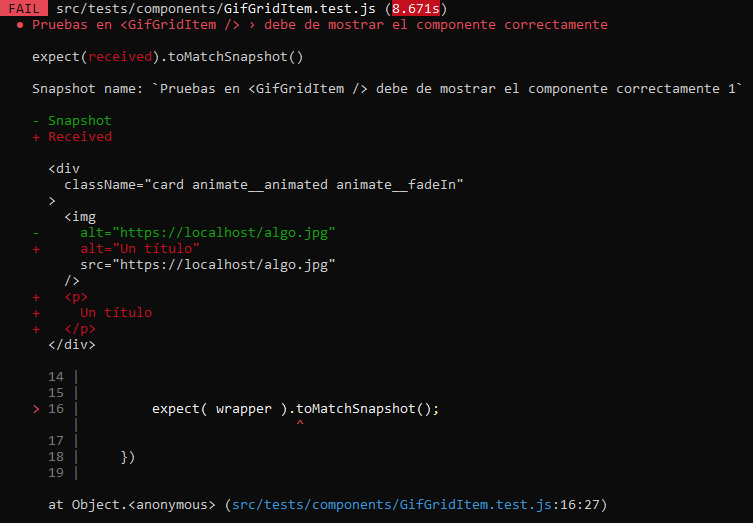 FAIL src/tests/components/GifGridItem.test.js (8.671s)
● Pruebas en <GifGridItem /> › debe de mostrar el componente correctamente
expect(received).toMatchSnapshot()
Snapshot name: `Pruebas en <GifGridItem /> debe de mostrar el componente correctamente 1`
- Snapshot
+ Received
<div
className="card animate__animated animate__fadeIn"
>
<img
- alt="https://localhost/algo.jpg"
+ alt="Un título"
src="https://localhost/algo.jpg"
/>
+ <p>
+ Un título
+ </p>
</div>
14 |
15 |
> 16 | expect( wrapper ).toMatchSnapshot();
| ^
17 |
18 | })
19 |
at Object.<anonymous> (src/tests/components/GifGridItem.test.js:16:27)